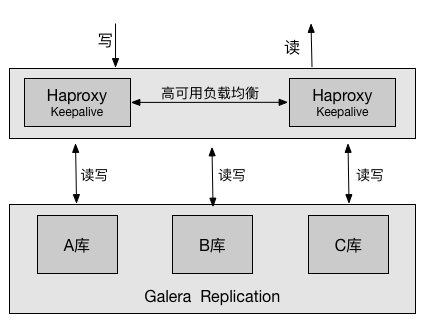 写
读
Haproxy
Keepalive
高可用负载均衡
Haproxy
Keepalive
读写
读写
读写
A库
B库
C库
Galera Replication